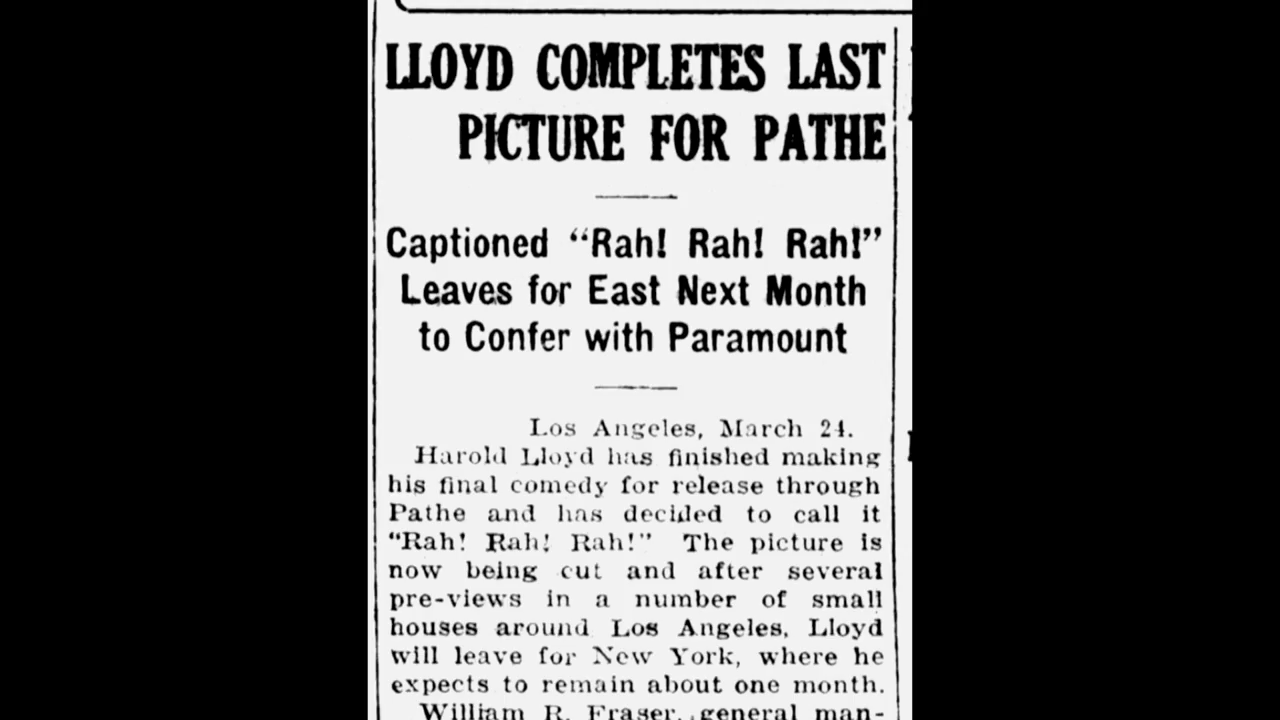 LLOYD COMPLETES LAST
PICTURE FOR PATHE
Captioned “Rah! Rah! Rah!”
Leaves for East Next Month
to Confer with Paramount
Los Angeles, March 24.
Harold Lloyd has finished making
his final comedy for release through
Pathe and has decided to call it
“Rah! Rah! Rah!” The picture is
now being cut and after several
pre-views in a number of small
houses around Los Angeles, Lloyd
will leave for New York, where he
expects to remain about one month.
William R. Fraser, general man-